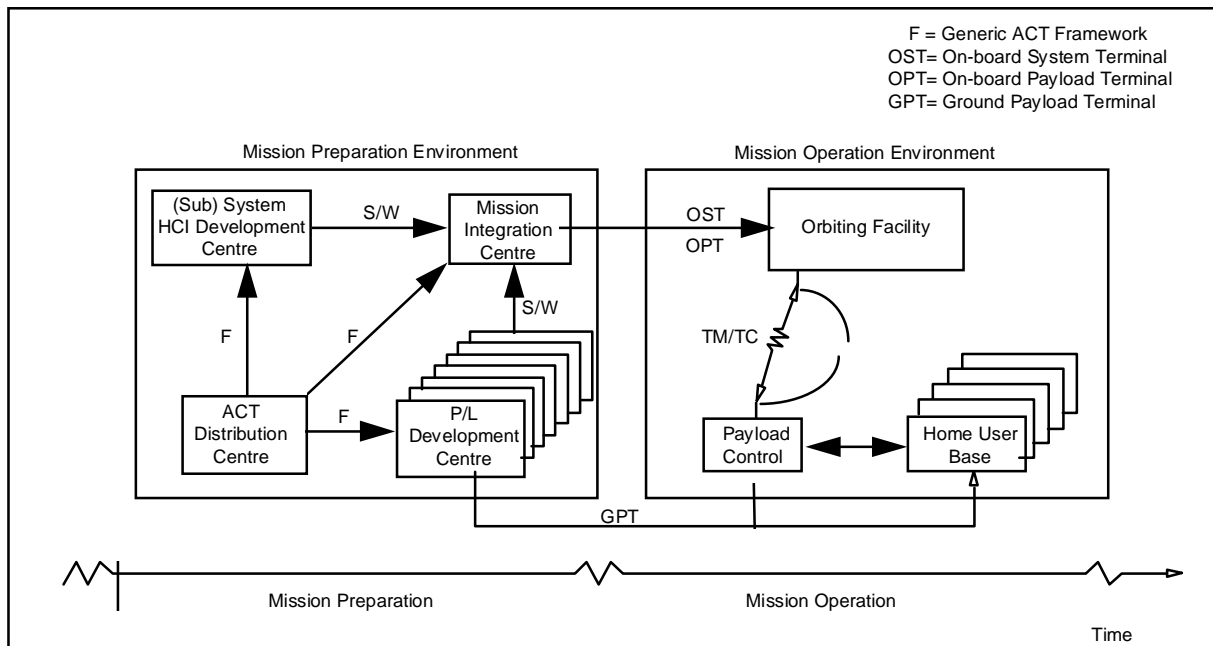 F = Generic ACT Framework
OST= On-board System Terminal
OPT= On-board Payload Terminal
GPT= Ground Payload Terminal
Mission Preparation Environment
Mission Operation Environment
(Sub) System
HCI Development
Centre
S/W
Mission
Integration
Centre
OST
OPT
Orbiting Facility
F
F
S/W
TM/TC
ACT
Distribution
Centre
F
P/L
Development
Centre
Payload
Control
Home User
Base
GPT
Mission Preparation
Mission Operation
Time